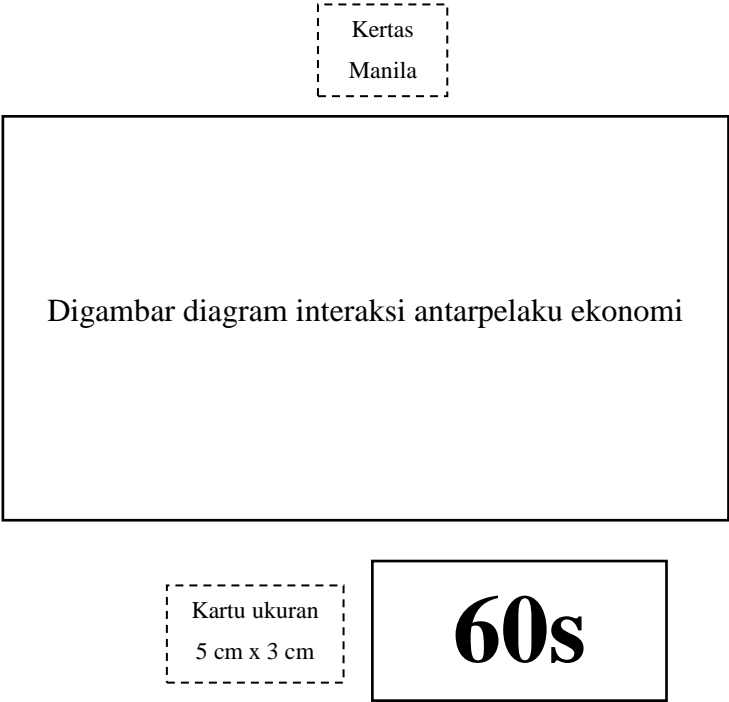 Kertas
Manila
Digambar diagram interaksi antarpelaku ekonomi
Kartu ukuran
5 cm x 3 cm
60s